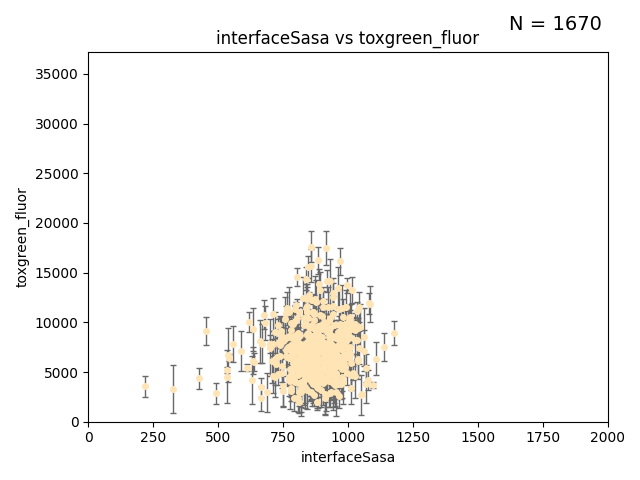 N = 1670
interfaceSasa vs toxgreen_fluor
35000
30000
25000
20000
15000
10000
5000
0
toxgreen_fluor
0 250 500 750 1000 1250 1500 1750 2000
interfaceSasa